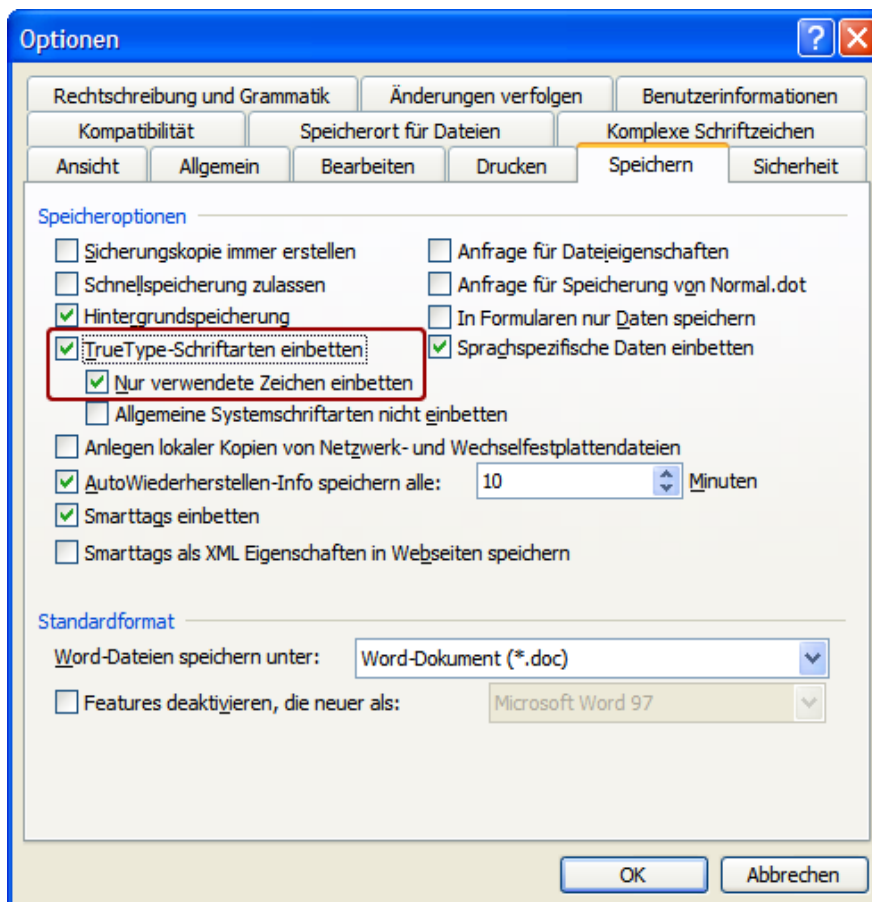 Optionen
Rechtschreibung und Grammatik Änderungen verfolgen Benutzerinformationen
Kompatibilität Speicherort für Dateien Komplexe Schriftzeichen
Ansicht Allgemein Bearbeiten Drucken Speichern Sicherheit
Speicheroptionen
Sicherungskopie immer erstellen Anfrage für Dateieigenschaften
Schnellspeicherung zulassen Anfrage für Speicherung von Normal.dot
Hintergrundspeicherung In Formularen nur Daten speichern
TrueType-Schriftarten einbetten Sprachspezifische Daten einbetten
Nur verwendete Zeichen einbetten
Allgemeine Systemschriftarten nicht einbetten
Anlegen lokaler Kopien von Netzwerk- und Wechselfestplattendateien
AutoWiederherstellen-Info speichern alle: 10 Minuten
Smarttags einbetten
Smarttags als XML Eigenschaften in Webseiten speichern
Standardformat
Word-Dateien speichern unter: Word-Dokument (*.doc)
Features deaktivieren, die neuer als: Microsoft Word 97
OK Abbrechen